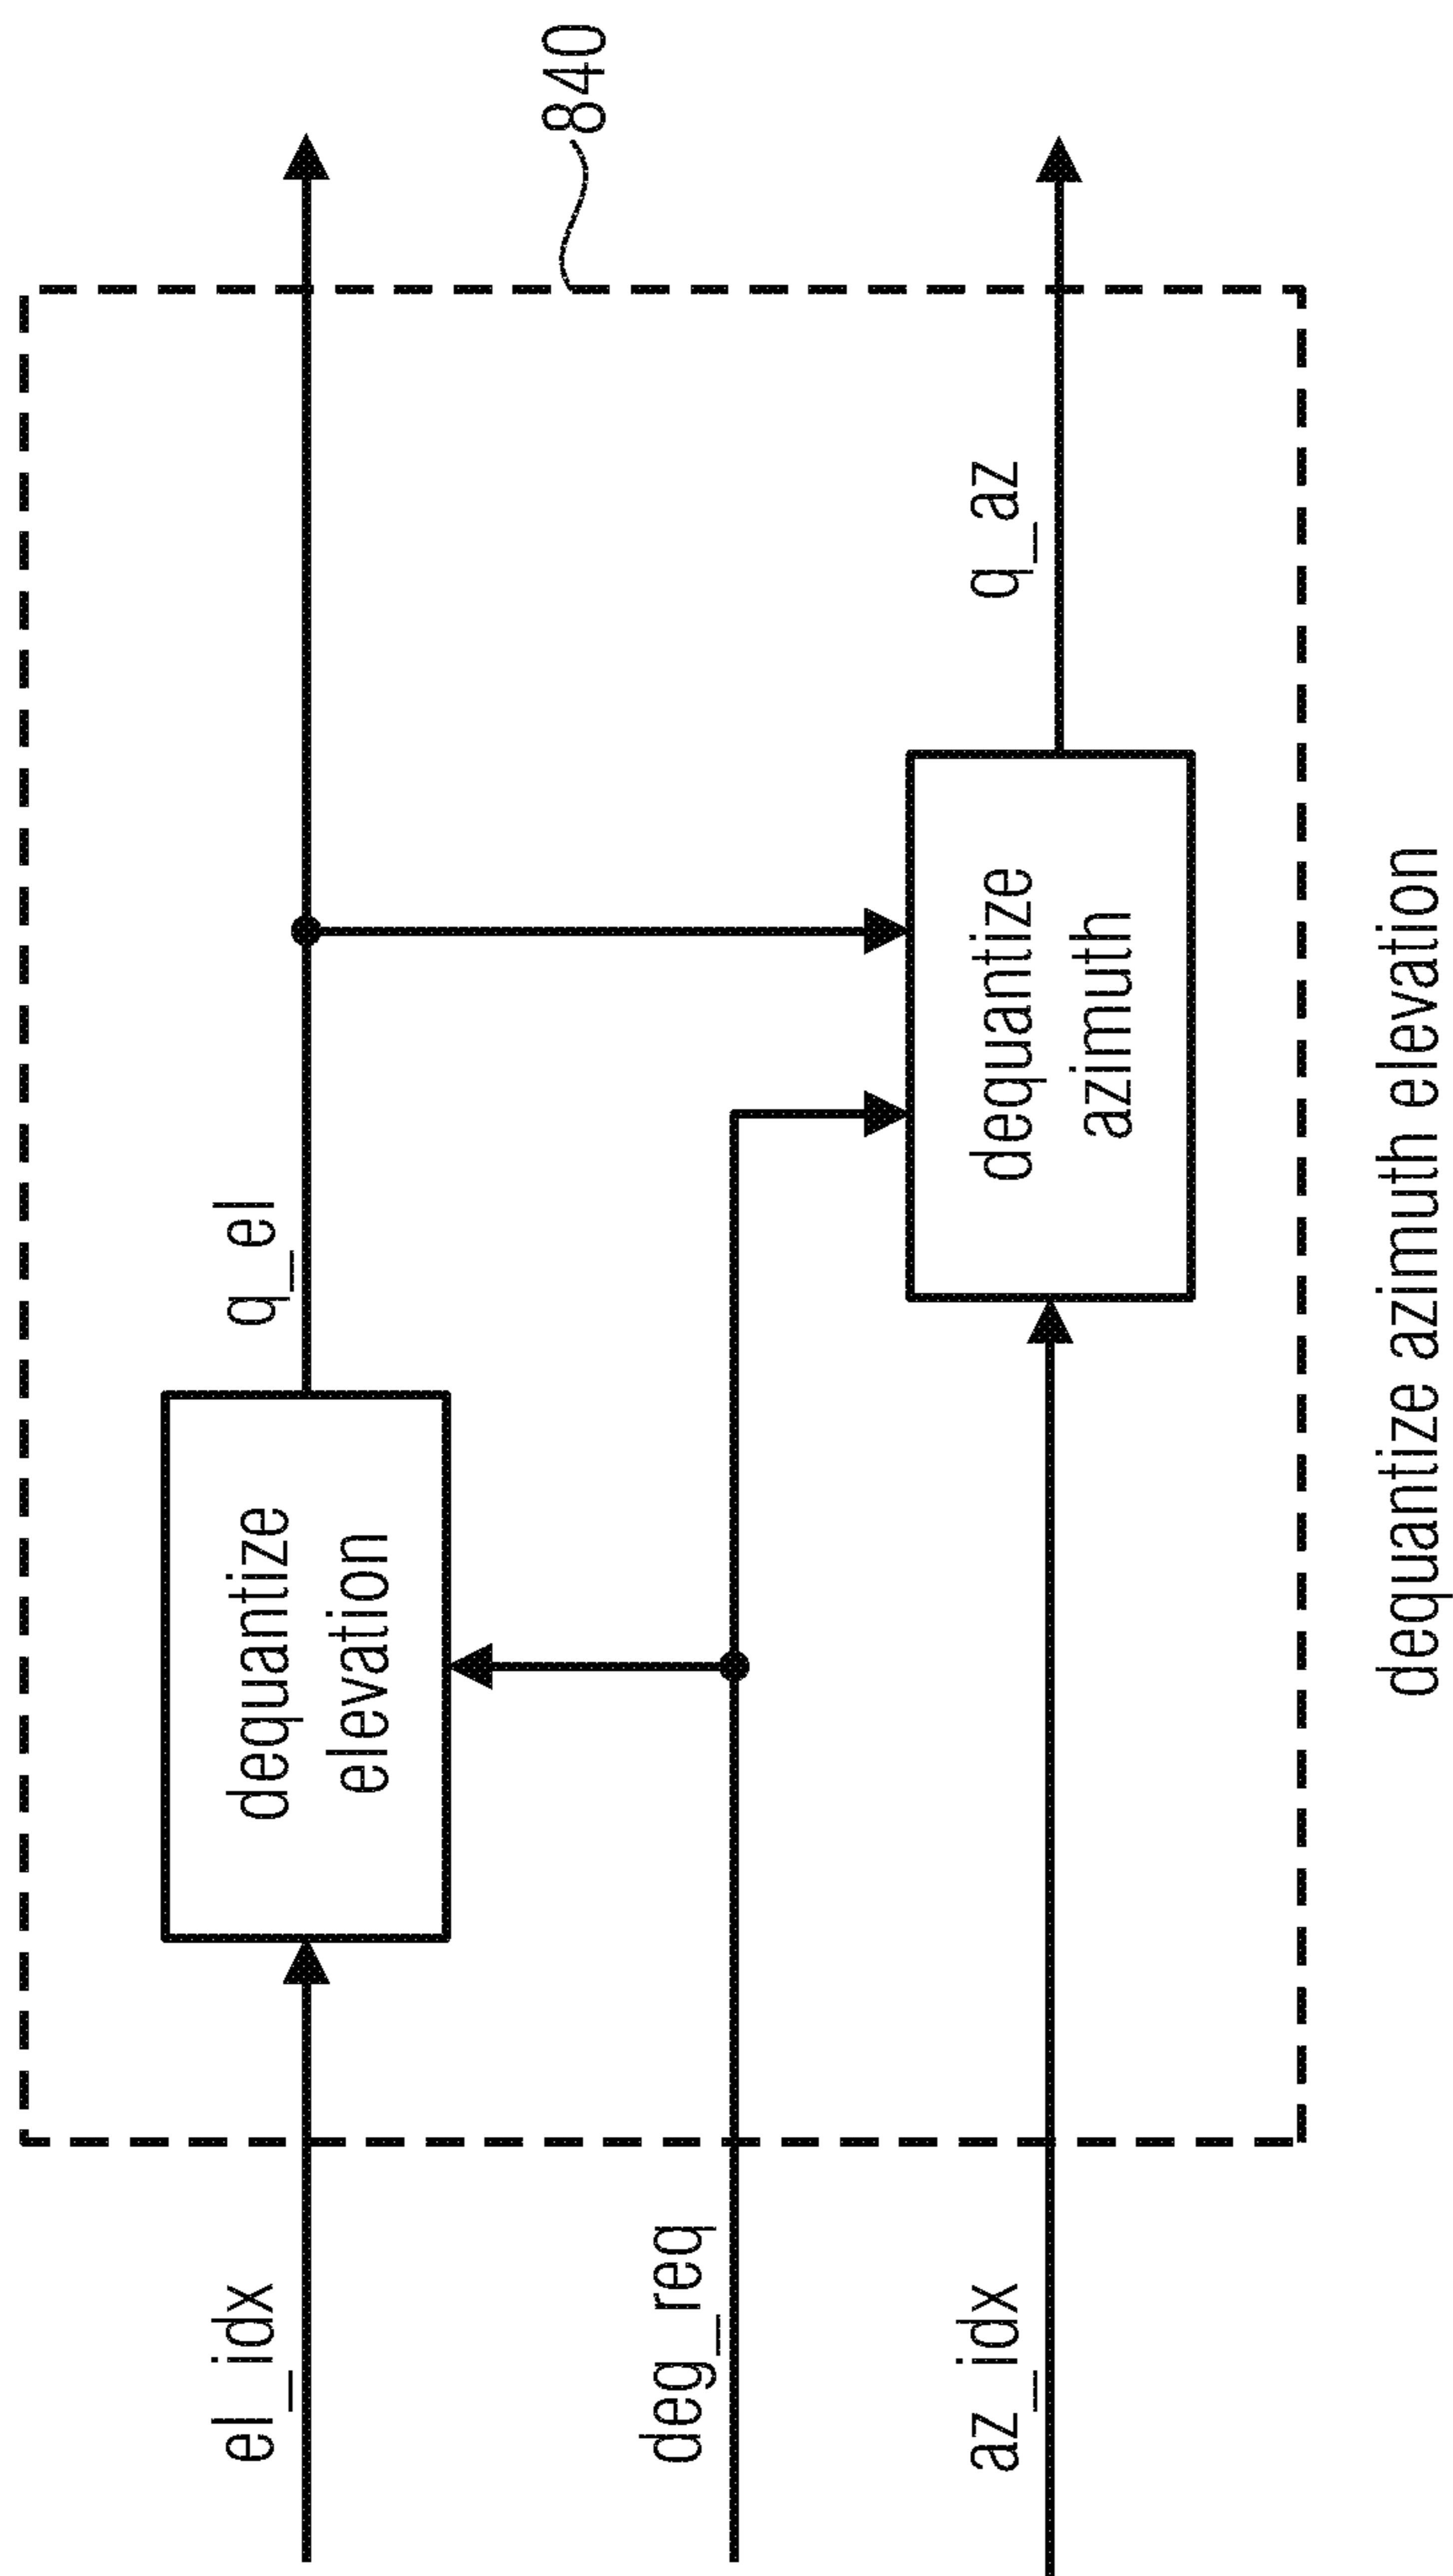 el_idx
dequantize
elevation
q_el
840
deg_req
az_idx
dequantize
azimuth
q_az
dequantize azimuth elevation